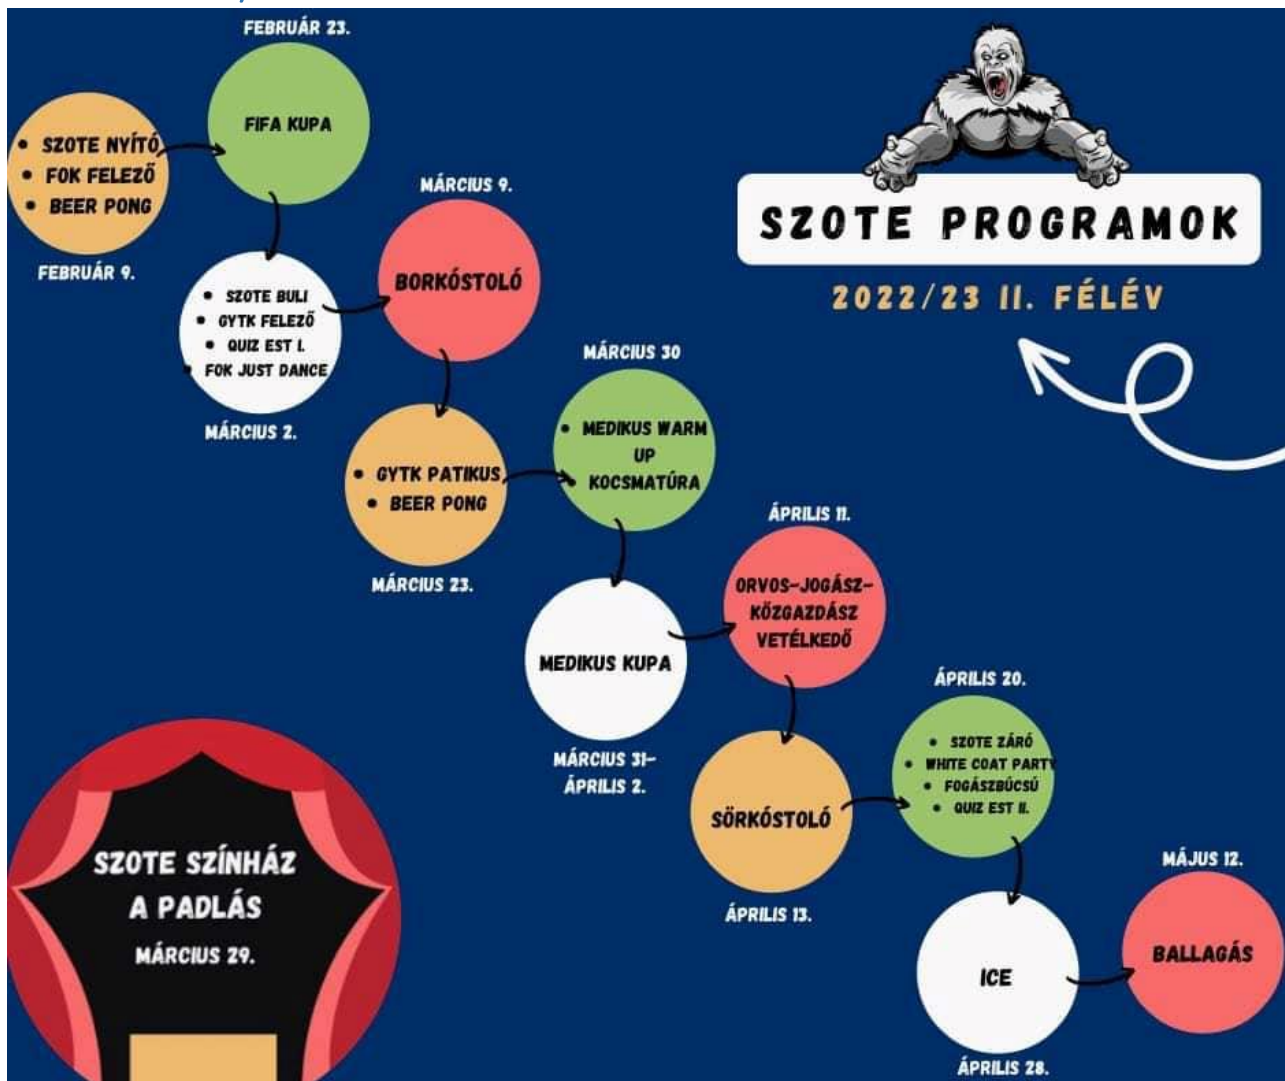 SZOTE PROGRAMOK
2022/23 II. FÉLÉV
• SZOTE NYÍTÓ
• FOK FELEZŐ
• BEER PONG
FEBRUÁR 9.
FEBRUÁR 23.
FIFA KUPA
• SZOTE BULI
• GYTK FELEZŐ
• QUIZ EST I.
• FOK JUST DANCE
MÁRCIUS 2.
MÁRCIUS 9.
BORKÓSTOLÓ
• GYTK PATIKUS
• BEER PONG
MÁRCIUS 23.
MÁRCIUS 30
• MEDIKUS WARM
UP
• KOCSMATÚRA
MEDIKUS KUPA
MÁRCIUS 31-
ÁPRILIS 2.
ÁPRILIS 11.
ORVOS-JOGÁSZ-
KÖZGAZDÁSZ
VETÉLKEDŐ
SÖRKÓSTOLÓ
ÁPRILIS 13.
ÁPRILIS 20.
• SZOTE ZÁRÓ
• WHITE COAT PARTY
• FOGÁSZBÚCSÚ
• QUIZ EST II.
ICE
ÁPRILIS 28.
MÁJUS 12.
BALLAGÁS
SZOTE SZÍNHÁZ
A PADLÁS
MÁRCIUS 29.